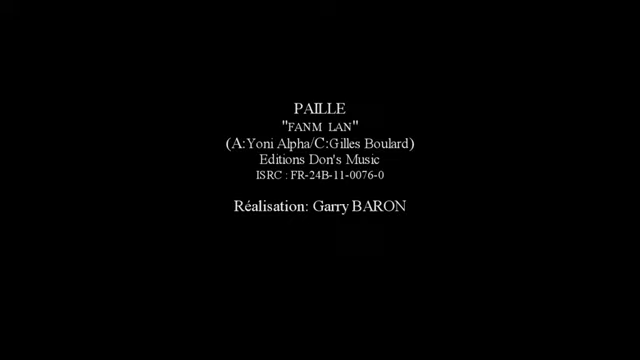 PAILLE
"FANM LAN"
(A:Yoni Alpha/C:Gilles Boulard)
Editions Don's Music
ISRC : FR-24B-11-0076-0
Réalisation: Garry BARON